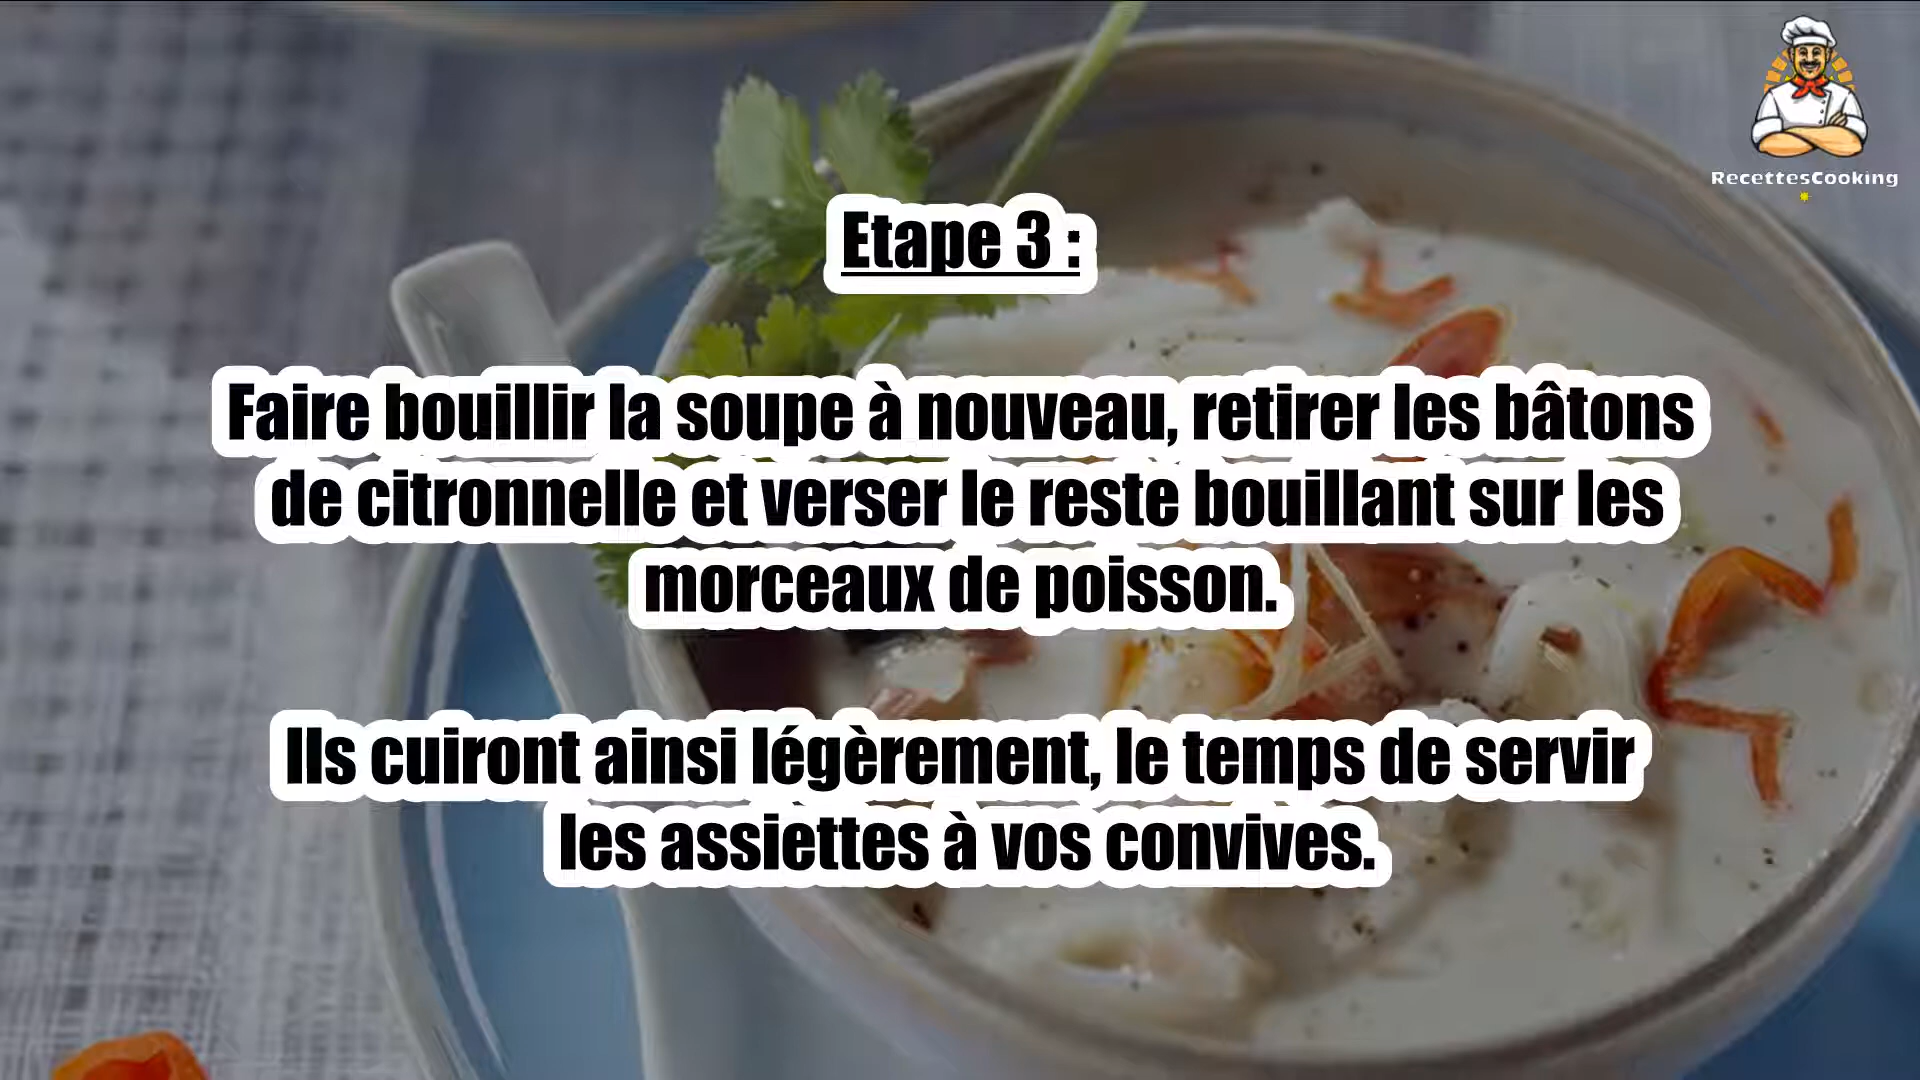 RecettesCooking
Etape 3 :
Faire bouillir la soupe à nouveau, retirer les bâtons
de citronnelle et verser le reste bouillant sur les
morceaux de poisson.
Ils cuiront ainsi légèrement, le temps de servir
les assiettes à vos convives.